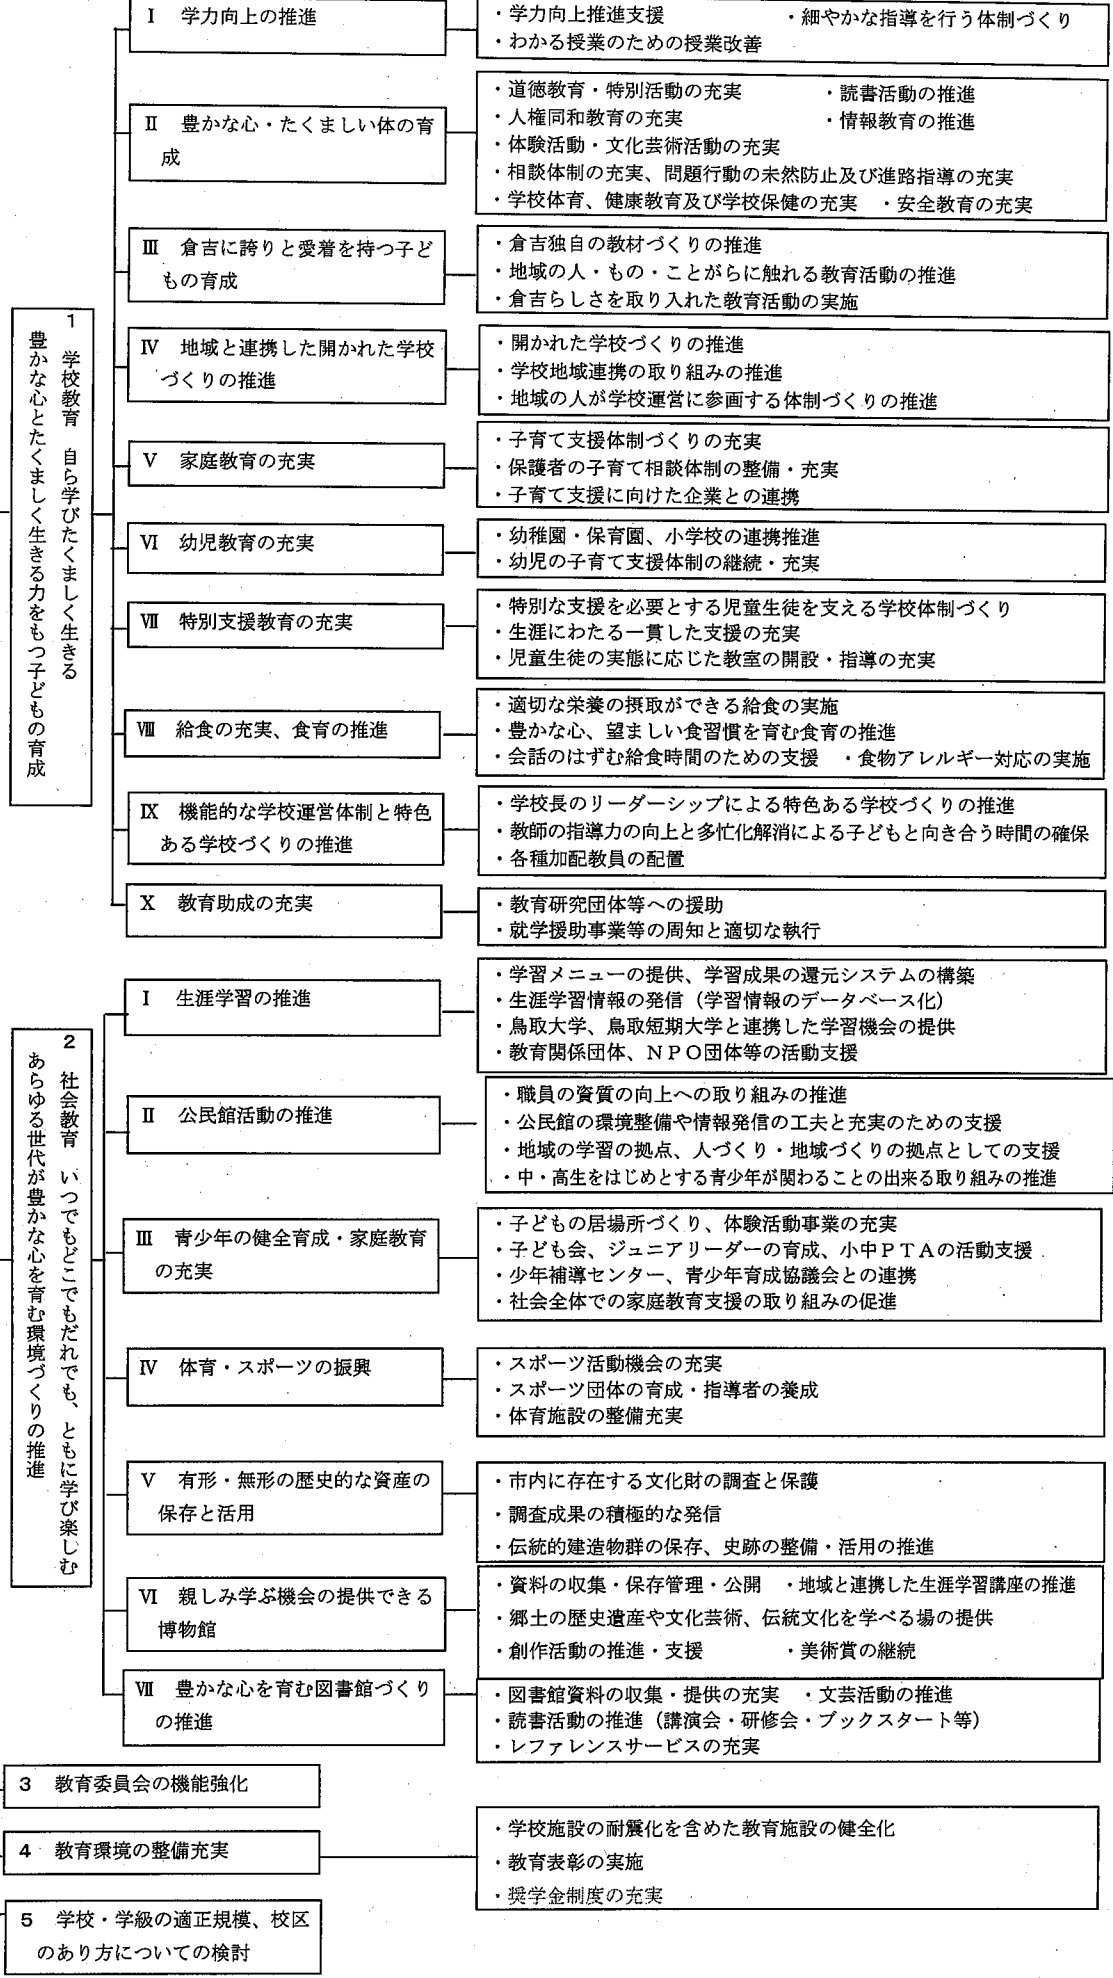 1　学校教育　自ら学びたくましく生きる
豊かな心とたくましく生きる力をもつ子どもの育成
Ⅰ　学力向上の推進
・学力向上推進支援　・細やかな指導を行う体制づくり
・わかる授業のための授業改善
Ⅱ　豊かな心・たくましい体の育
成
・道徳教育・特別活動の充実　・読書活動の推進
・人権同和教育の充実　・情報教育の推進
・体験活動・文化芸術活動の充実
・相談体制の充実、問題行動の未然防止及び進路指導の充実
・学校体育、健康教育及び学校保健の充実　・安全教育の充実
Ⅲ　倉吉に誇りと愛着を持つ子ど
もの育成
・倉吉独自の教材づくりの推進
・地域の人・もの・ことがらに触れる教育活動の推進
・倉吉らしさを取り入れた教育活動の実施
Ⅳ　地域と連携した開かれた学校
づくりの推進
・開かれた学校づくりの推進
・学校地域連携の取り組みの推進
・地域の人が学校運営に参画する体制づくりの推進
Ⅴ　家庭教育の充実
・子育て支援体制づくりの充実
・保護者の子育て相談体制の整備・充実
・子育て支援に向けた企業との連携
Ⅵ　幼児教育の充実
・幼稚園・保育園、小学校の連携推進
・幼児の子育て支援体制の継続・充実
Ⅶ　特別支援教育の充実
・特別な支援を必要とする児童生徒を支える学校体制づくり
・生涯にわたる一貫した支援の充実
・児童生徒の実態に応じた教室の開設・指導の充実
Ⅷ　給食の充実、食育の推進
・適切な栄養の摂取ができる給食の実施
・豊かな心、望ましい食習慣を育む食育の推進
・会話のはずむ給食時間のための支援　・食物アレルギー対応の実施
Ⅸ　機能的な学校運営体制と特色
ある学校づくりの推進
・学校長のリーダーシップによる特色ある学校づくりの推進
・教師の指導力の向上と多忙化解消による子どもと向き合う時間の確保
・各種加配教員の配置
Ⅹ　教育助成の充実
・教育研究団体等への援助
・就学援助事業等の周知と適切な執行
2　社会教育　いつでもどこでもだれでも、ともに学び楽しむ
あらゆる世代が豊かな心を育む環境づくりの推進
Ⅰ　生涯学習の推進
・学習メニューの提供、学習成果の還元システムの構築
・生涯学習情報の発信（学習情報のデータベース化）
・鳥取大学、鳥取短期大学と連携した学習機会の提供
・教育関係団体、ＮＰＯ団体等の活動支援
Ⅱ　公民館活動の推進
・職員の資質の向上への取り組みの推進
・公民館の環境整備や情報発信の工夫と充実のための支援
・地域の学習の拠点、人づくり・地域づくりの拠点としての支援
・中・高生をはじめとする青少年が関わることの出来る取り組みの推進
Ⅲ　青少年の健全育成・家庭教育
の充実
・子どもの居場所づくり、体験活動事業の充実
・子ども会、ジュニアリーダーの育成、小中ＰＴＡの活動支援
・少年補導センター、青少年育成協議会との連携
・社会全体での家庭教育支援の取り組みの促進
Ⅳ　体育・スポーツの振興
・スポーツ活動機会の充実
・スポーツ団体の育成・指導者の養成
・体育施設の整備充実
Ⅴ　有形・無形の歴史的な資産の
保存と活用
・市内に存在する文化財の調査と保護
・調査成果の積極的な発信
・伝統的建造物群の保存、史跡の整備・活用の推進
Ⅵ　親しみ学ぶ機会の提供できる
博物館
・資料の収集・保存管理・公開　・地域と連携した生涯学習講座の推進
・郷土の歴史遺産や文化芸術、伝統文化を学べる場の提供
・創作活動の推進・支援　・美術賞の継続
Ⅶ　豊かな心を育む図書館づくり
の推進
・図書館資料の収集・提供の充実　・文芸活動の推進
・読書活動の推進（講演会・研修会・ブックスタート等）
・レファレンスサービスの充実
3　教育委員会の機能強化
4　教育環境の整備充実
・学校施設の耐震化を含めた教育施設の健全化
・教育表彰の実施
・奨学金制度の充実
5　学校・学級の適正規模、校区
のあり方についての検討